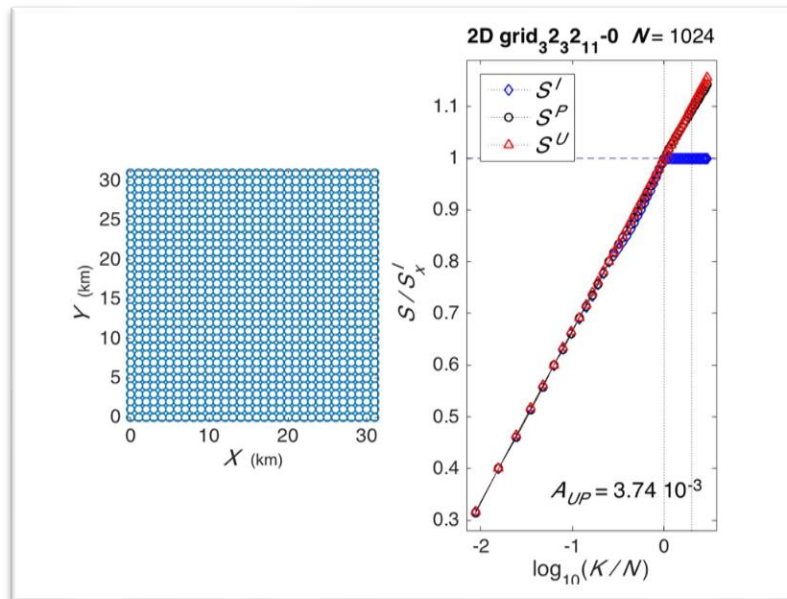 2D grid₃2₃2₁₁-0 N = 1024
S^I
S^P
S^U
1.1
1
0.9
0.8
0.7
0.6
0.5
0.4
0.3
S / S_x^I
A_UP = 3.74 10^-3
-2 -1 0
log₁₀(K/N)
30
25
20
15
10
5
0
Y (km)
0 10 20 30
X (km)